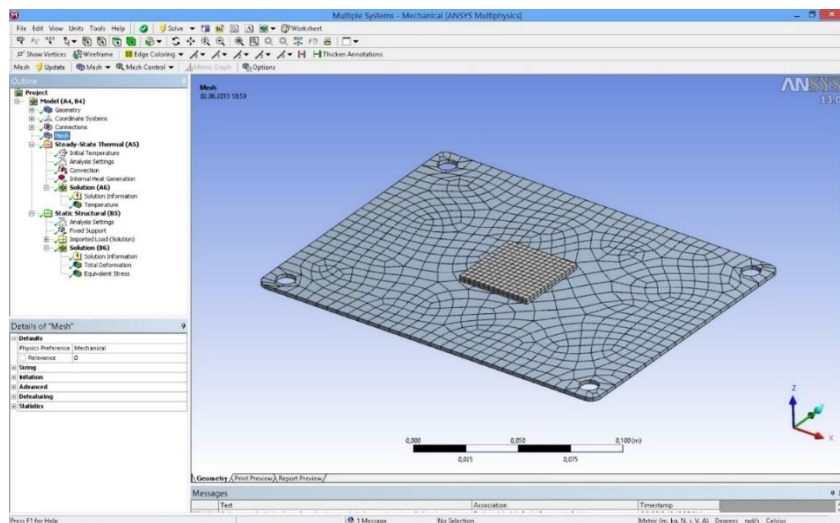 Multiple Systems - Mechanical [ANSYS Multiphysics]
File Edit View Units Tools Help Solve Worksheet
Show Vertices Wireframe Edge Coloring Thicken Annotations
Mesh Update Mesh Mesh Control Metric Graph Options
Outline
Project
Model (A4, B4)
Geometry
Coordinate Systems
Connections
Mesh
Steady-State Thermal (A5)
Initial Temperature
Analysis Settings
Convection
Internal Heat Generation
Solution (A6)
Solution Information
Temperature
Static Structural (B5)
Analysis Settings
Fixed Support
Imported Load (Solution)
Solution (B6)
Solution Information
Total Deformation
Equivalent Stress
Details of "Mesh"
Defaults
Physics Preference Mechanical
Relevance 0
Sizing
Inflation
Advanced
Defeaturing
Statistics
Mesh
02.06.2015 18:59
ANSYS
13.0
0,000 0,050 0,100 (m)
0,025 0,075
Z
Y
X
Geometry Print Preview Report Preview
Messages
Text Association Timestamp
Press F1 for Help 1 Message No Selection Metric (m, kg, N, s, V, A) Degrees rad/s Celsius